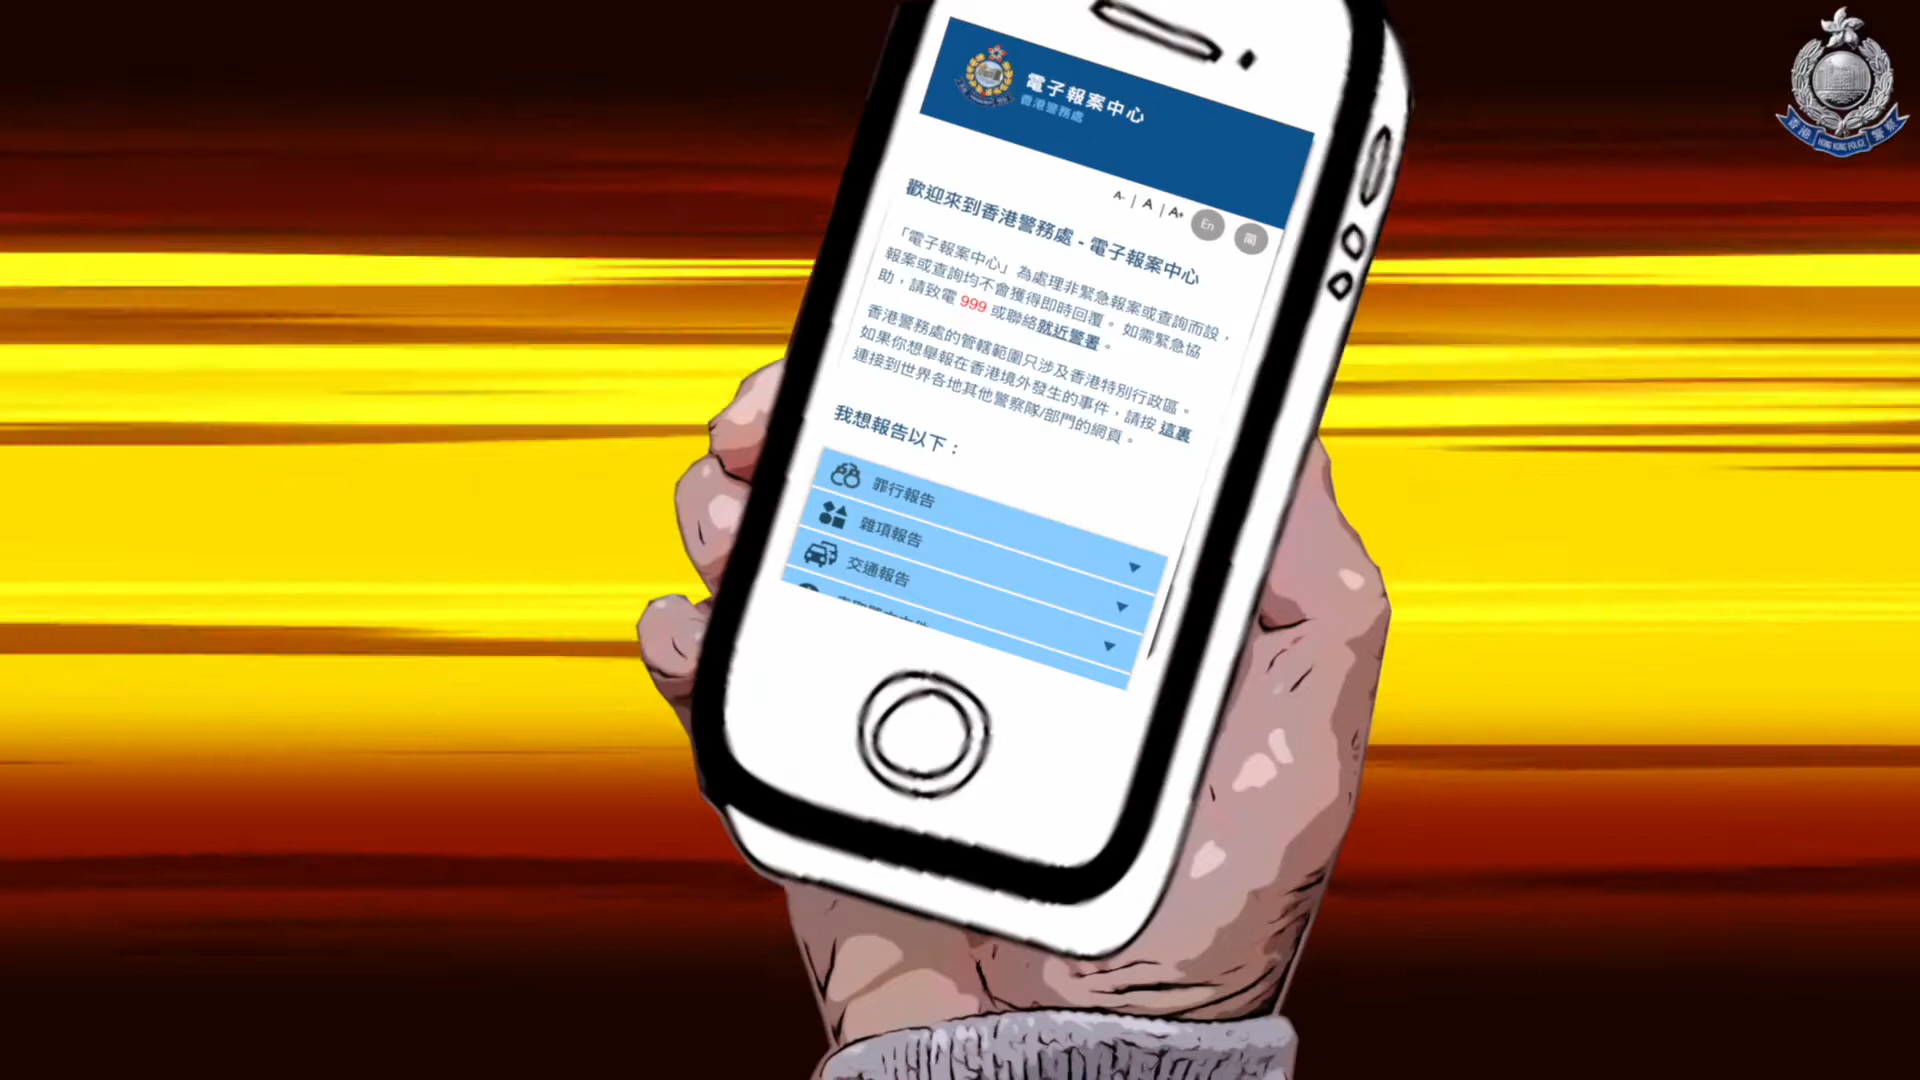 電子報案中心
香港警務處
A- | A | A+ En 简
歡迎來到香港警務處 - 電子報案中心
「電子報案中心」為處理非緊急報案或查詢而設，
報案或查詢均不會獲得即時回覆。 如需緊急協
助，請致電 999 或聯絡就近警署。
香港警務處的管轄範圍只涉及香港特別行政區。
如果你想舉報在香港境外發生的事件，請按 這裏
連接到世界各地其他警察隊/部門的網頁。
我想報告以下：
罪行報告
雜項報告
交通報告
香港 HONG KONG POLICE 警察